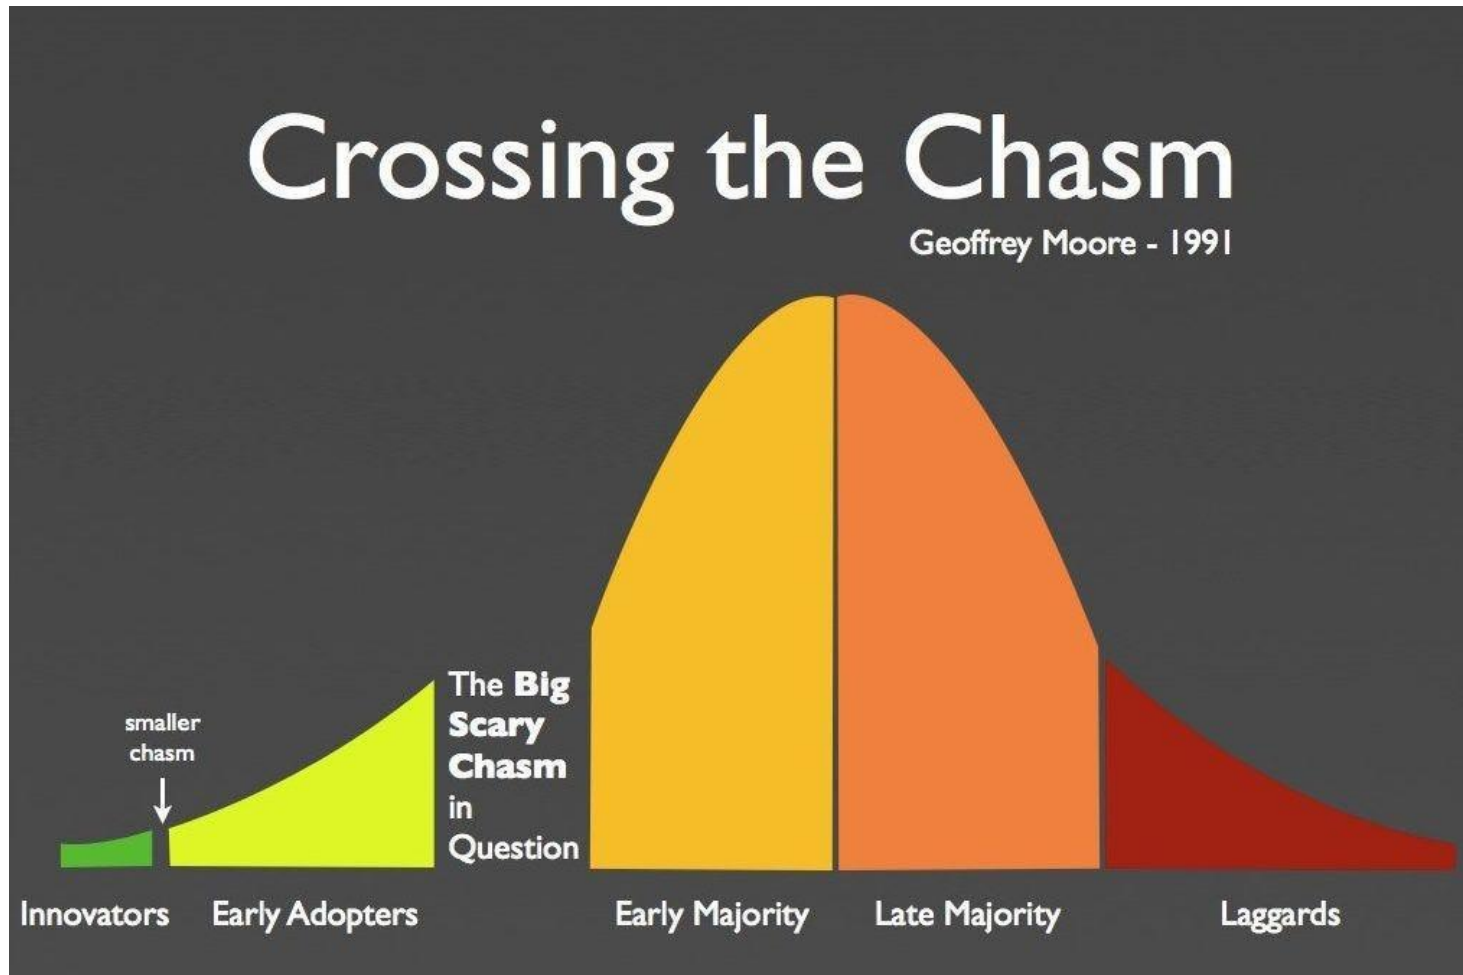 Crossing the Chasm
Geoffrey Moore - 1991
smaller
chasm
The Big
Scary
Chasm
in
Question
Innovators
Early Adopters
Early Majority
Late Majority
Laggards